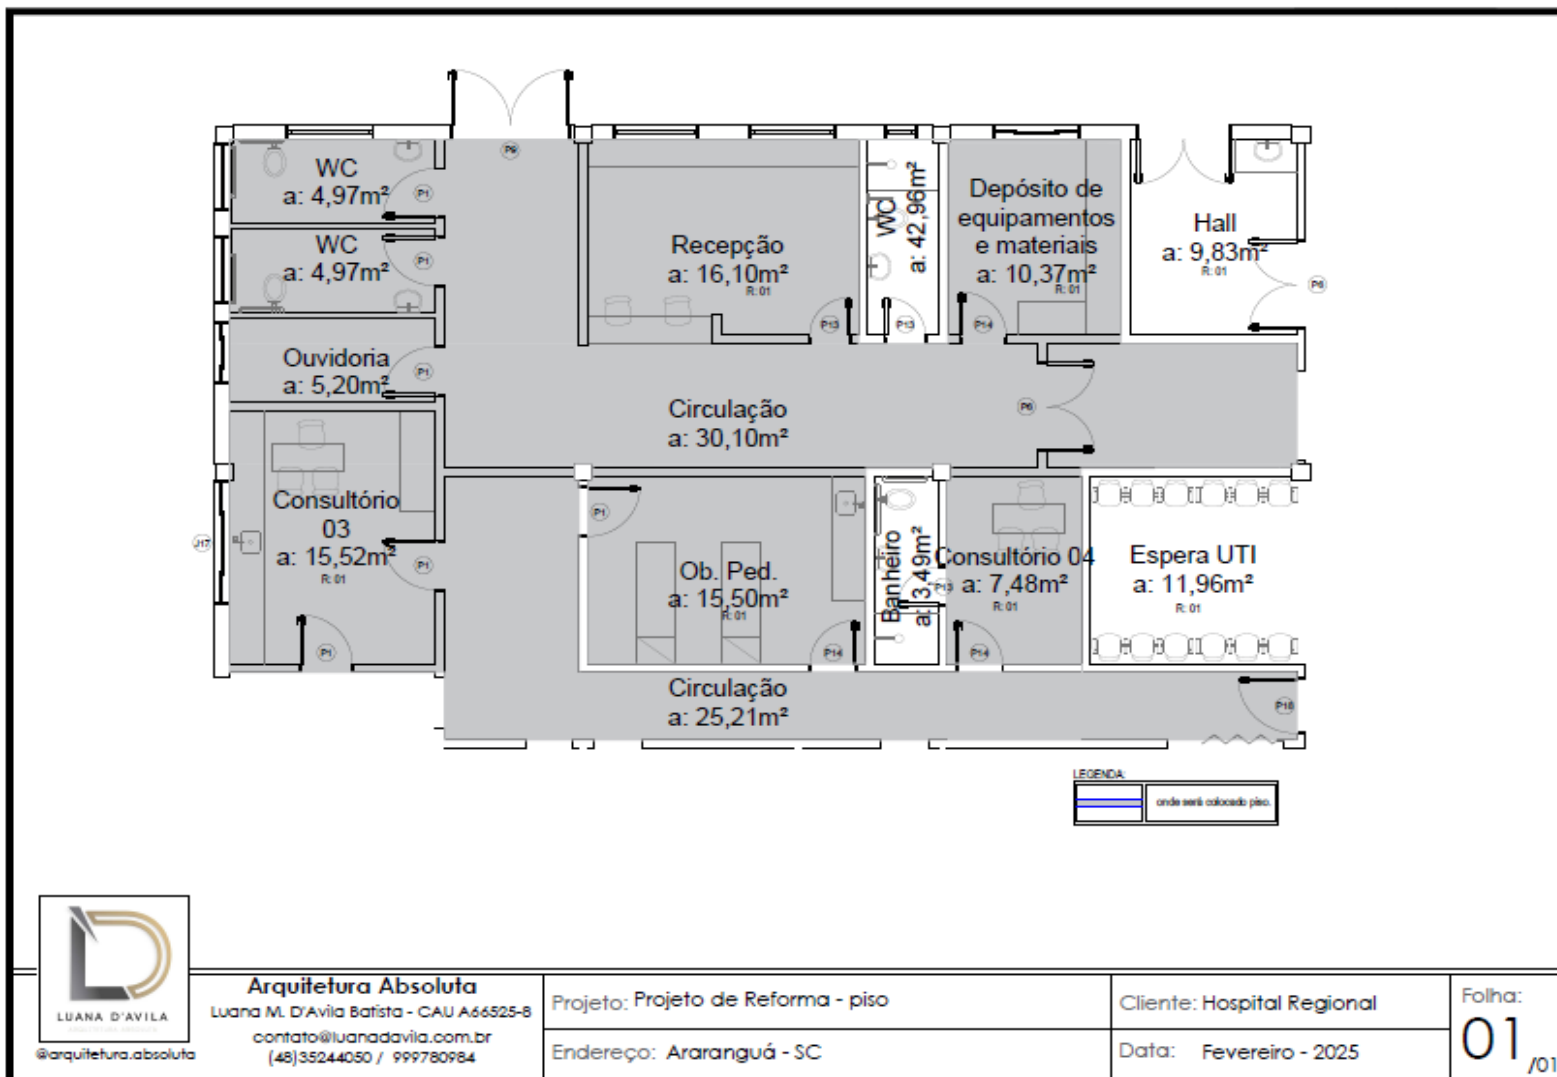 P9
WC
a: 4,97m²
P1
WC
a: 4,97m²
P1
Recepção
a: 16,10m²
R: 01
P13
WC
a: 42,96m²
P13
Depósito de
equipamentos
e materiais
a: 10,37m²
R: 01
P14
Hall
a: 9,83m²
R: 01
P6
Ouvidoria
a: 5,20m²
P1
Circulação
a: 30,10m²
P6
Consultório
03
a: 15,52m²
R: 01
J17
P1
P1
P1
Ob. Ped.
a: 15,50m²
R: 01
P14
Banheiro
a: 3,49m²
P13
Consultório 04
a: 7,48m²
R: 01
P14
Espera UTI
a: 11,96m²
R: 01
Circulação
a: 25,21m²
P18
LEGENDA:
onde será colocado piso.
LUANA D'AVILA
@arquitetura.absoluta
Arquitetura Absoluta
Luana M. D'Avila Batista - CAU A66525-8
contato@luanadavila.com.br
(48)35244050 / 999780984
Projeto: Projeto de Reforma - piso
Endereço: Araranguá - SC
Cliente: Hospital Regional
Data: Fevereiro - 2025
Folha:
01/01